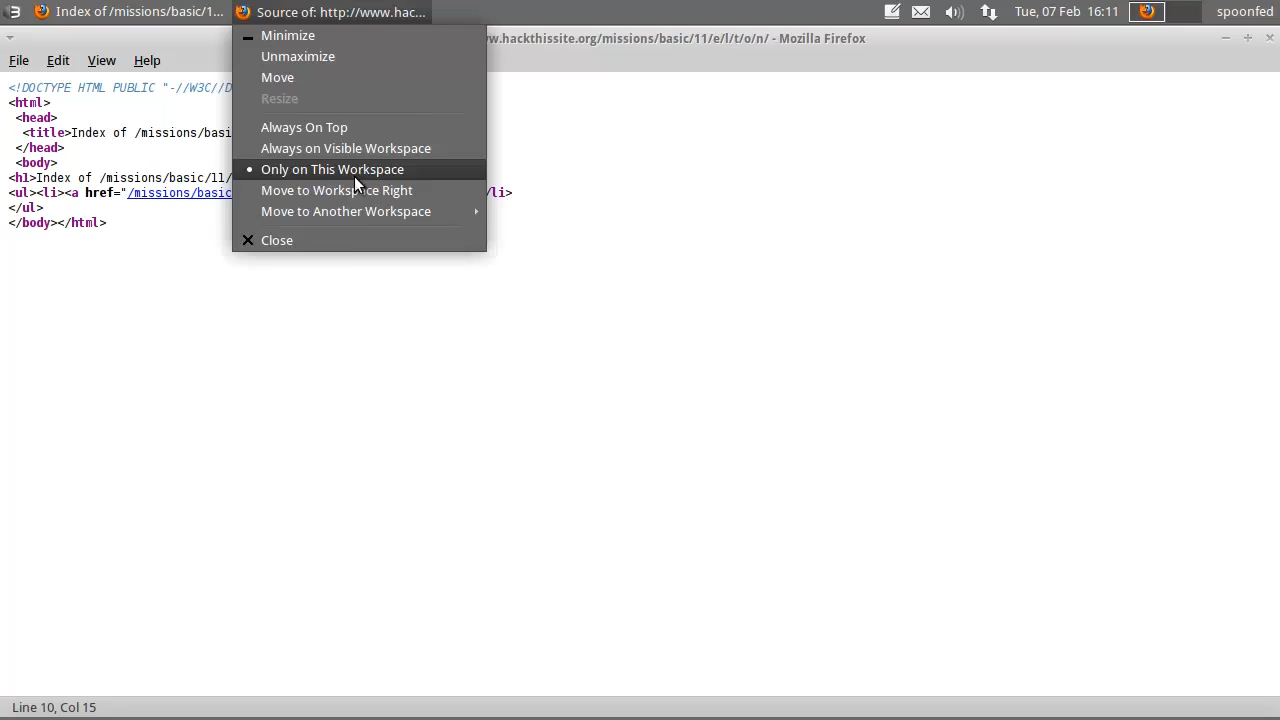 Index of /missions/basic/1...
Source of: http://www.hac...
Tue, 07 Feb 16:11
spoonfed
ww.hackthissite.org/missions/basic/11/e/l/t/o/n/ - Mozilla Firefox
File Edit View Help
Minimize
Unmaximize
Move
Resize
Always On Top
Always on Visible Workspace
Only on This Workspace
Move to Workspace Right
Move to Another Workspace
Close
<!DOCTYPE HTML PUBLIC "-//W3C//D
<html>
<head>
<title>Index of /missions/basi
</head>
<body>
<h1>Index of /missions/basic/11/
<ul><li><a href="/missions/basic /li>
</ul>
</body></html>
Line 10, Col 15